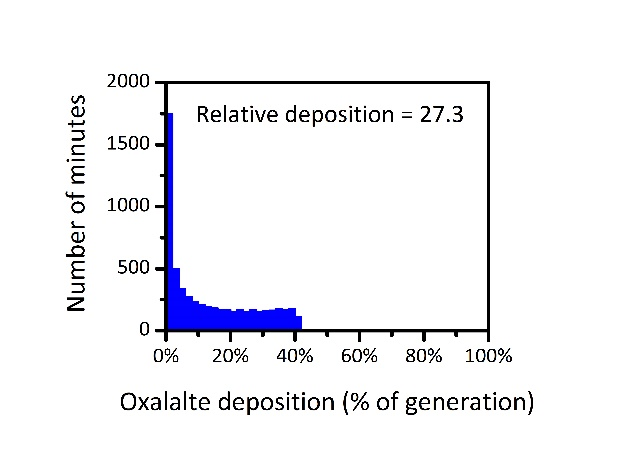 2000
Relative deposition = 27.3
1500
1000
500
0
Number of minutes
0% 20% 40% 60% 80% 100%
Oxalalte deposition (% of generation)